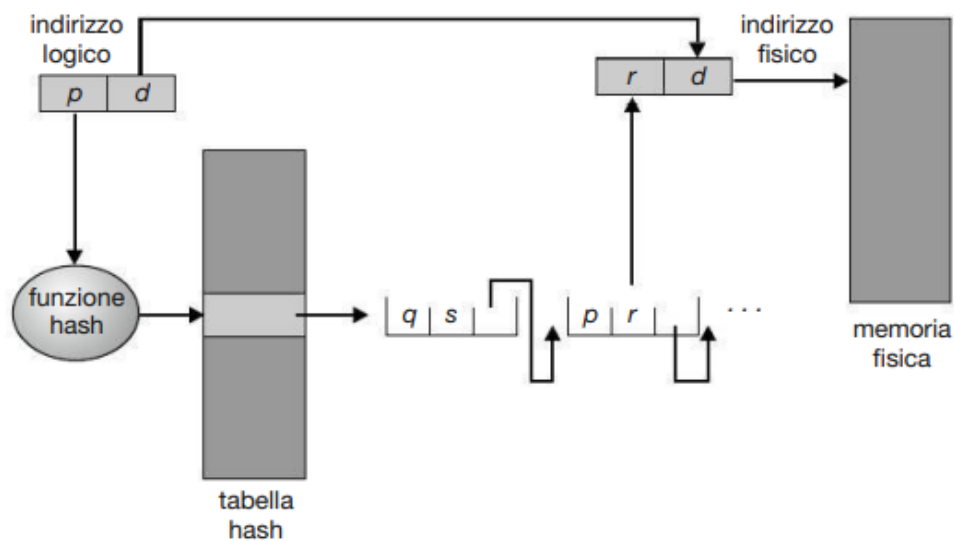 indirizzo
logico
p d
indirizzo
fisico
r d
funzione
hash
q s
p r
. . .
memoria
fisica
tabella
hash